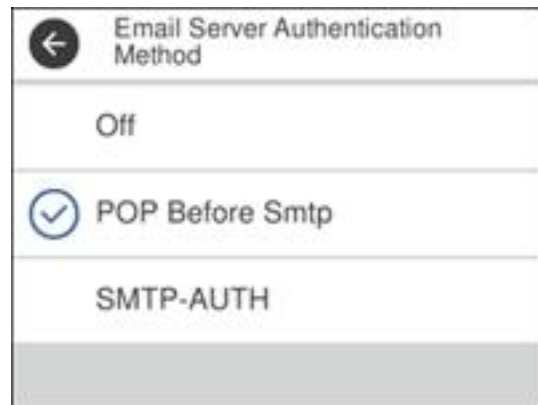 Email Server Authentication
Method
Off
POP Before Smtp
SMTP-AUTH